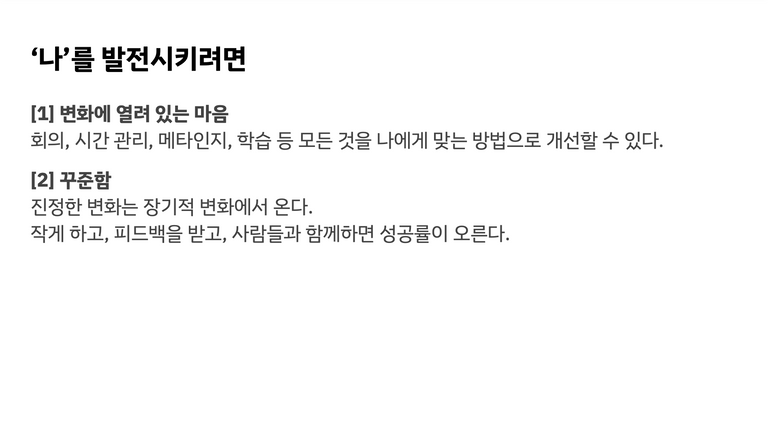 ‘나’를 발전시키려면
[1] 변화에 열려 있는 마음
회의, 시간 관리, 메타인지, 학습 등 모든 것을 나에게 맞는 방법으로 개선할 수 있다.
[2] 꾸준함
진정한 변화는 장기적 변화에서 온다.
작게 하고, 피드백을 받고, 사람들과 함께하면 성공률이 오른다.